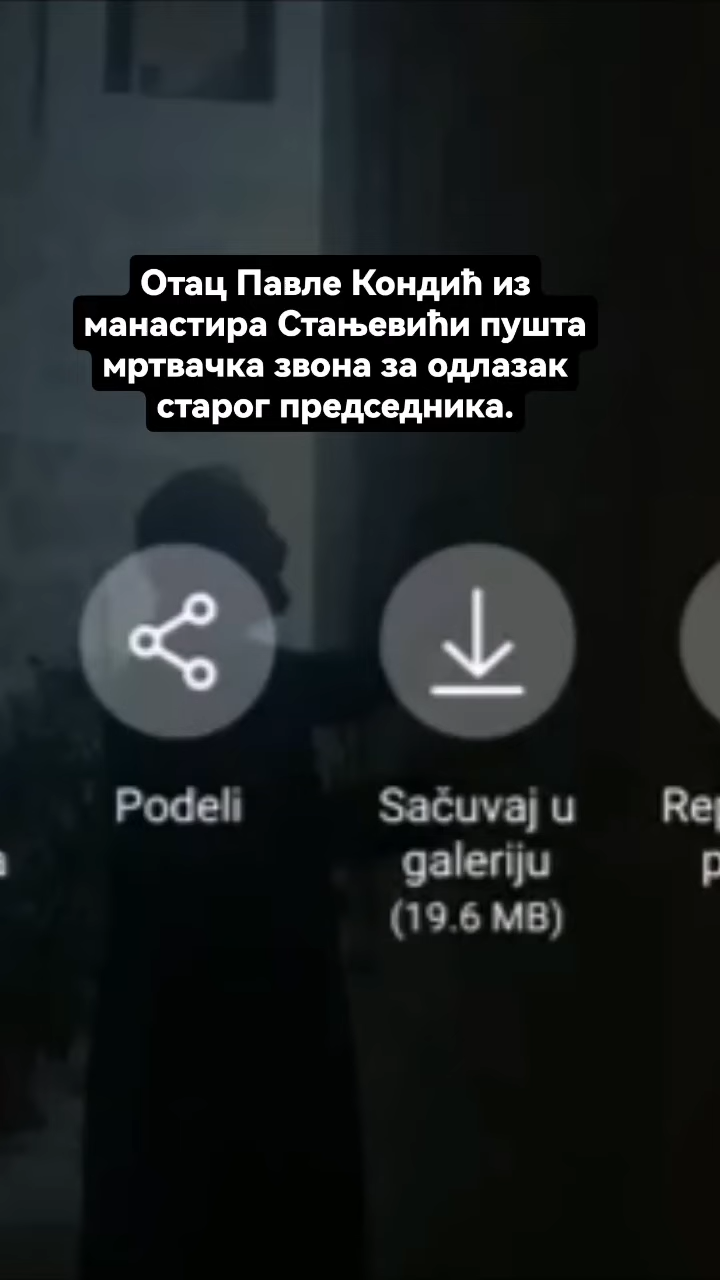 Отац Павле Кондић из
манастира Стањевићи пушта
мртвачка звона за одлазак
старог председника.
Podeli
Sačuvaj u
galeriju
(19.6 MB)